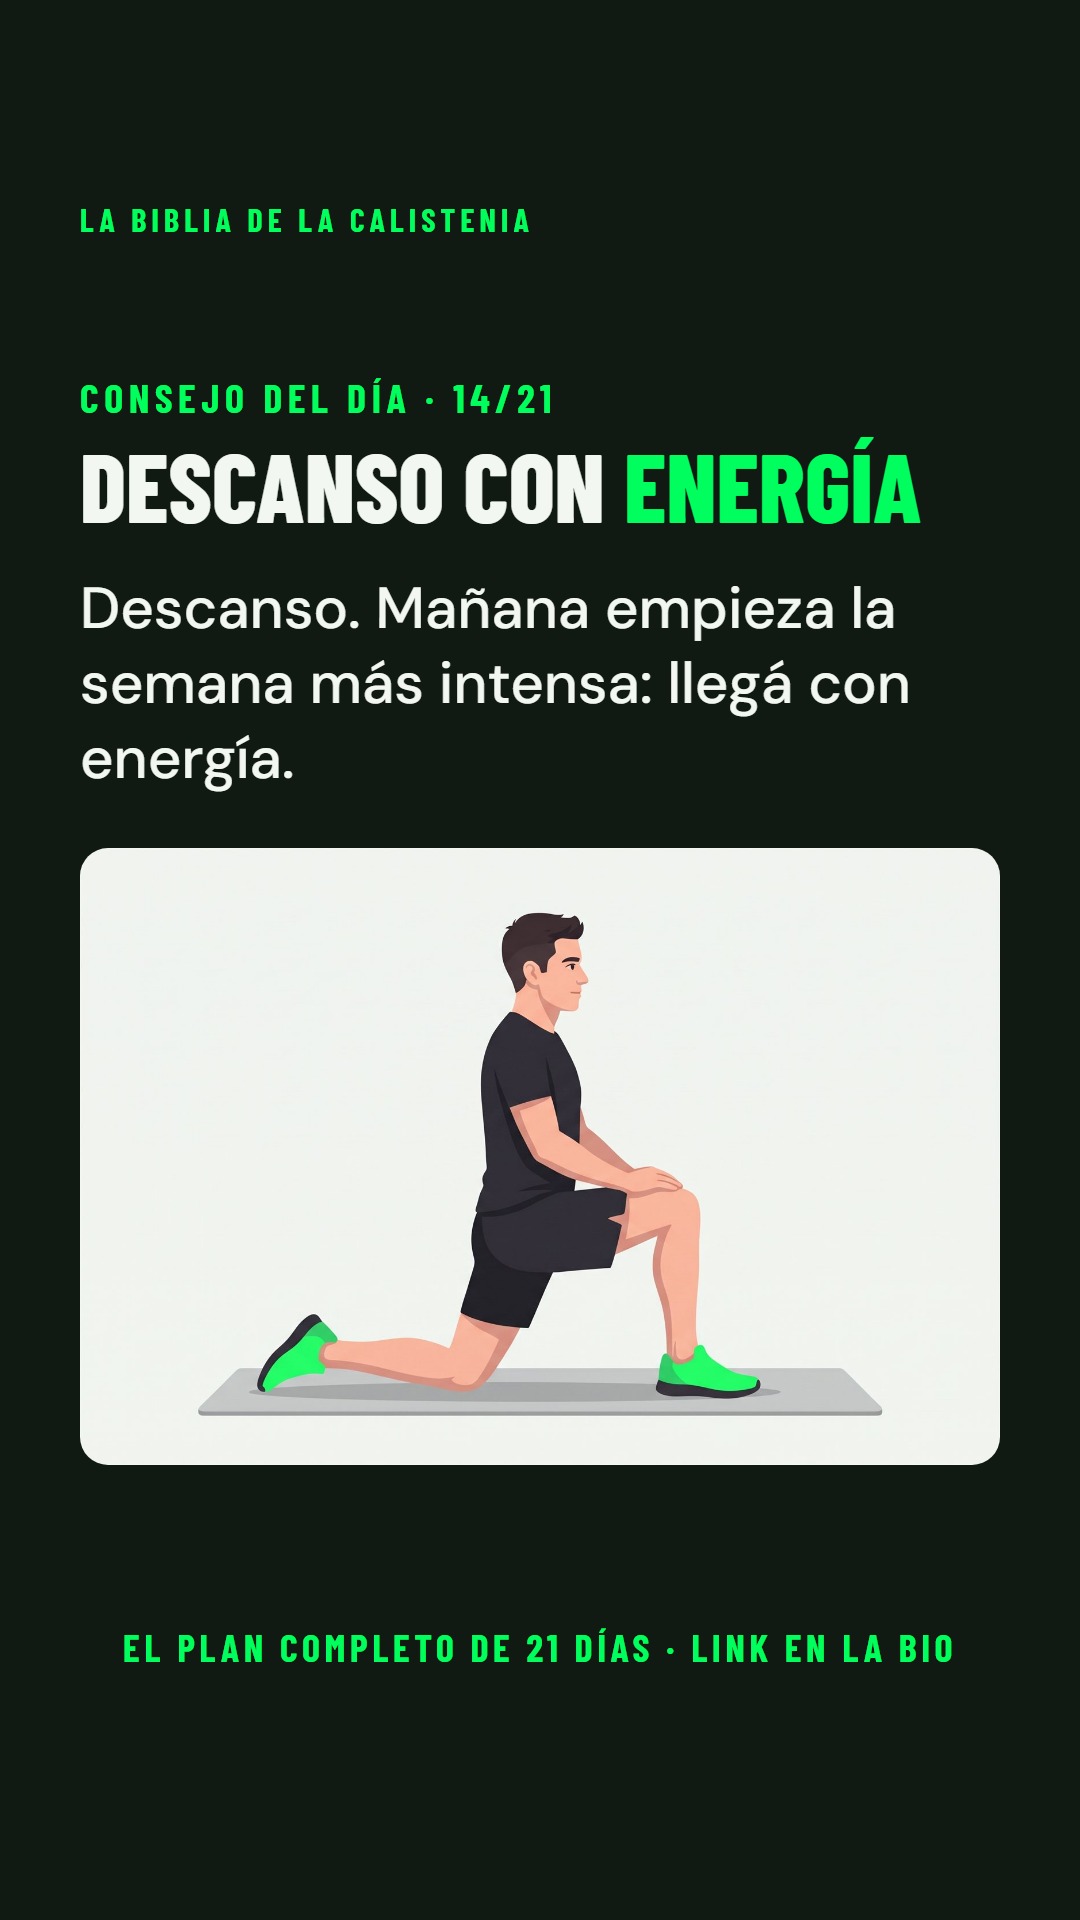 LA BIBLIA DE LA CALISTENIA
CONSEJO DEL DÍA · 14/21
DESCANSO CON ENERGÍA
Descanso. Mañana empieza la
semana más intensa: llegá con
energía.
EL PLAN COMPLETO DE 21 DÍAS · LINK EN LA BIO